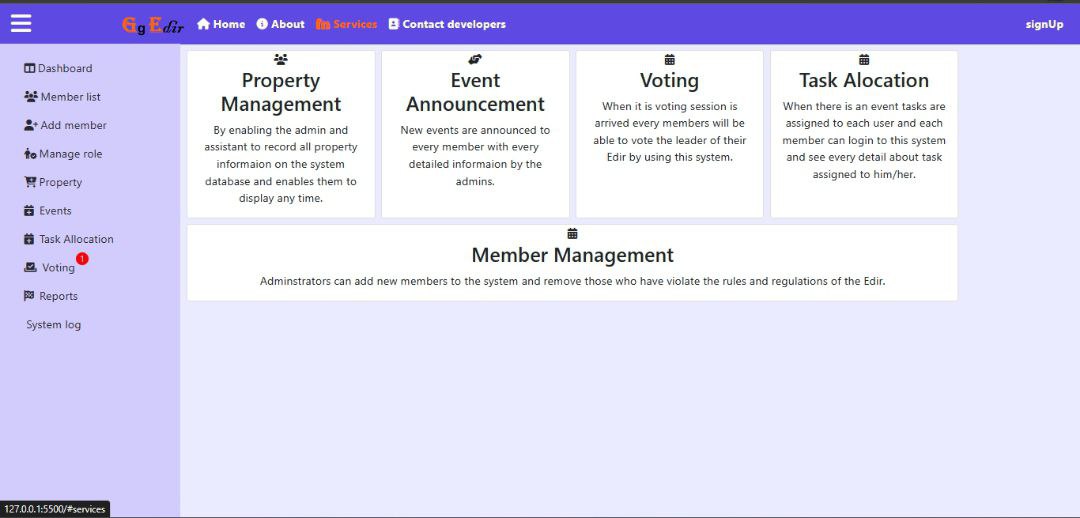 Gg Edir
Home
About
Services
Contact developers
signUp
Dashboard
Member list
Add member
Manage role
Property
Events
Task Allocation
Voting
1
Reports
System log
Property
Management
By enabling the admin and
assistant to record all property
informaion on the system
database and enables them to
display any time.
Event
Announcement
New events are announced to
every member with every
detailed informaion by the
admins.
Voting
When it is voting session is
arrived every members will be
able to vote the leader of their
Edir by using this system.
Task Alocation
When there is an event tasks are
assigned to each user and each
member can login to this system
and see every detail about task
assigned to him/her.
Member Management
Adminstrators can add new members to the system and remove those who have violate the rules and regulations of the Edir.
127.0.0.1:5500/#services